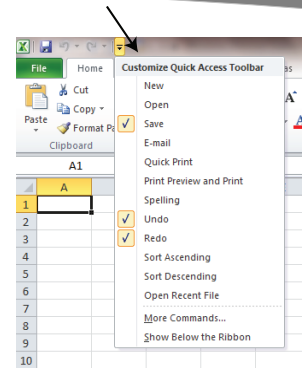 File Home Customize Quick Access Toolbar as
New
Cut
Open
Copy
Save
Paste
Format Pa
E-mail
Clipboard
Quick Print
A1
Print Preview and Print
A
Spelling
1
2
Undo
3
Redo
4
Sort Ascending
5
Sort Descending
6
Open Recent File
7
More Commands...
8
Show Below the Ribbon
9
10
A
A